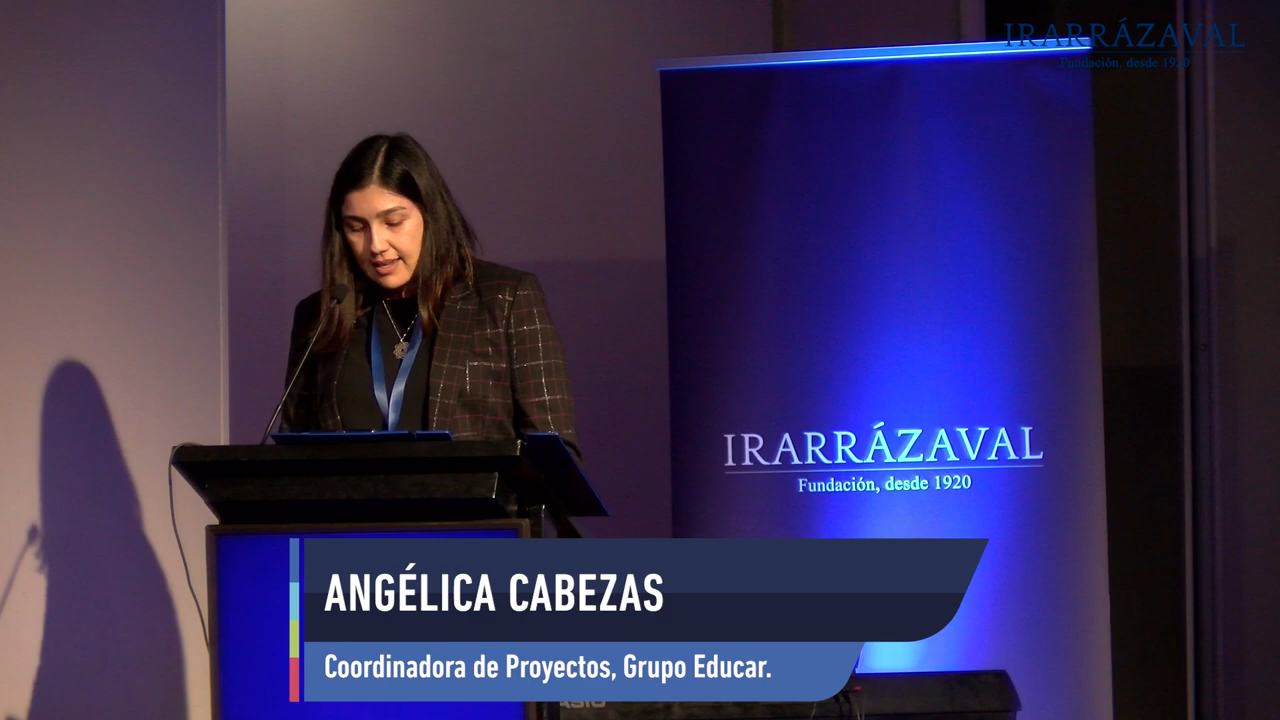 IRARRÁZAVAL
Fundación, desde 1920
IRARRÁZAVAL
Fundación, desde 1920
ANGÉLICA CABEZAS
Coordinadora de Proyectos, Grupo Educar.